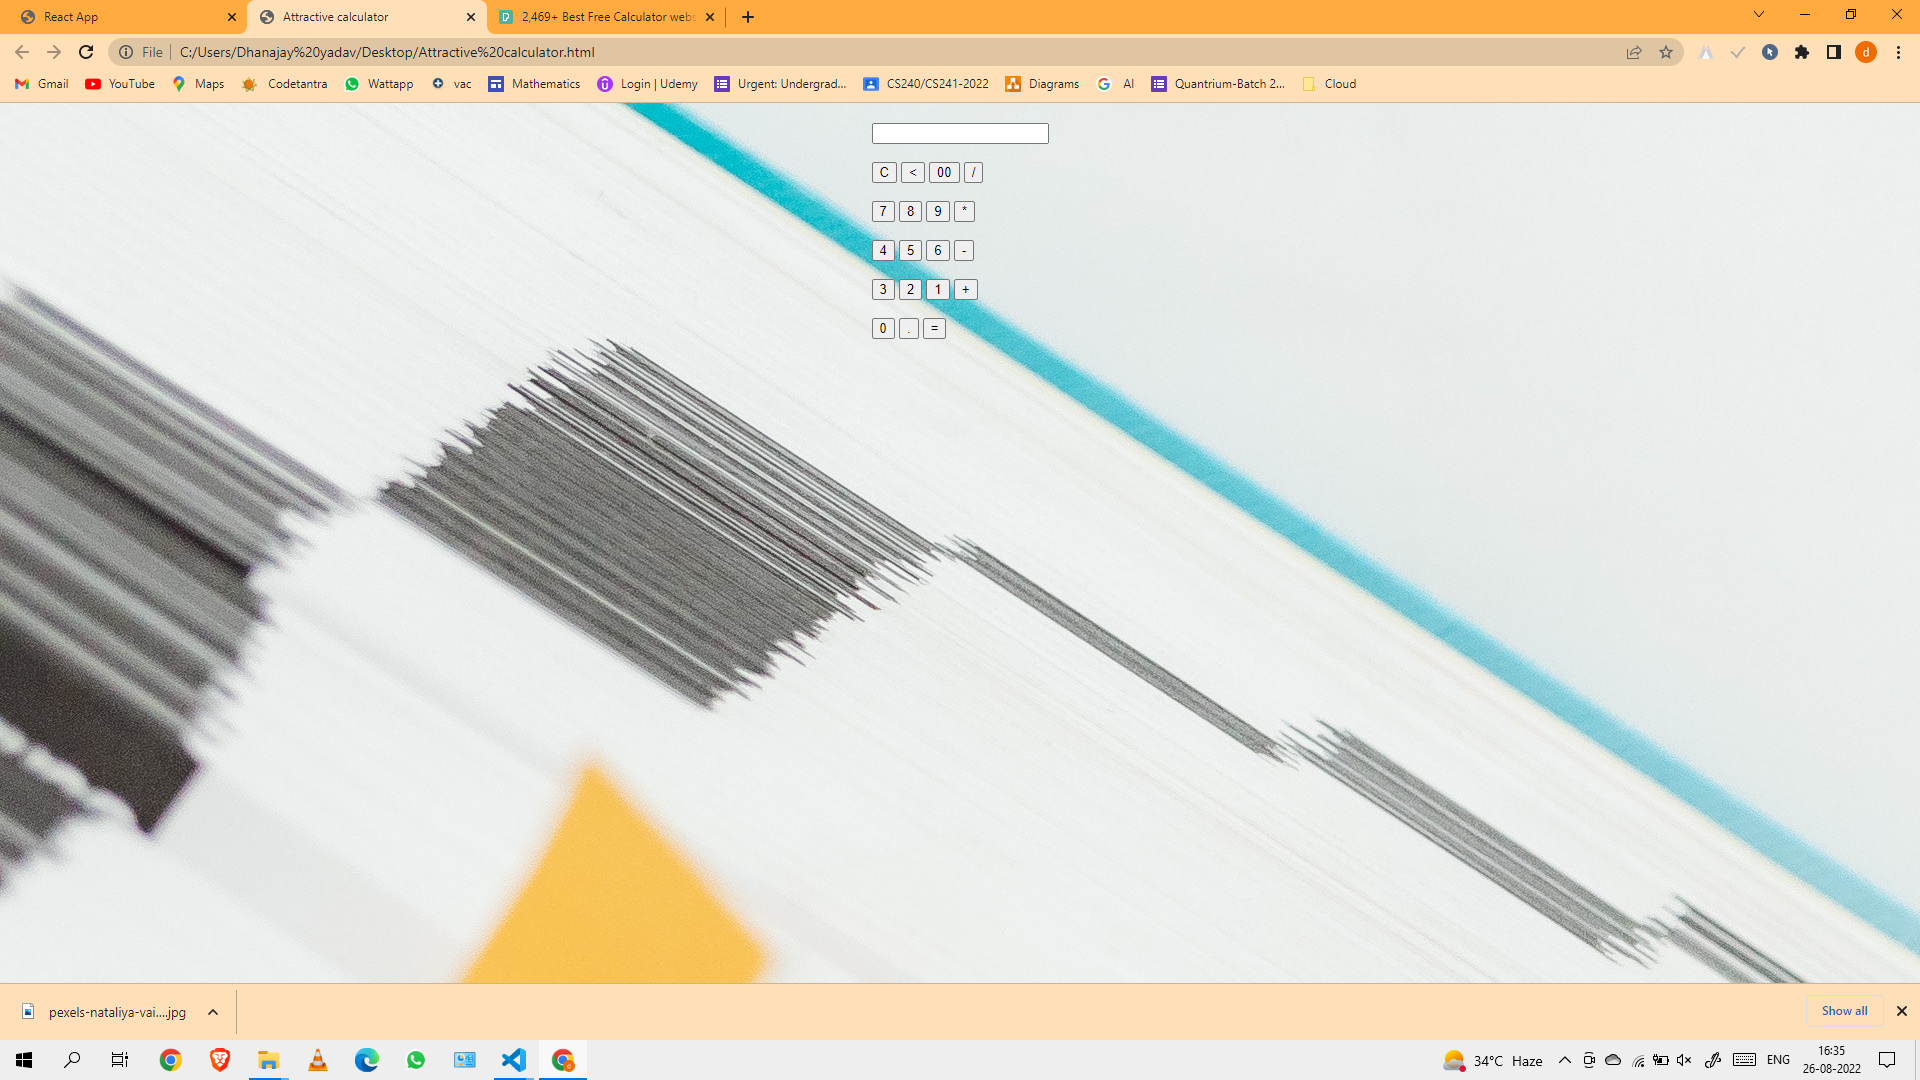 React App
Attractive calculator
2,469+ Best Free Calculator webs
File
C:/Users/Dhanajay%20yadav/Desktop/Attractive%20calculator.html
d
Gmail
YouTube
Maps
Codetantra
Wattapp
vac
Mathematics
Login | Udemy
Urgent: Undergrad...
CS240/CS241-2022
Diagrams
AI
Quantrium-Batch 2...
Cloud
C < 00 /
7 8 9 *
4 5 6 -
3 2 1 +
0 . =
pexels-nataliya-vai....jpg
Show all
34°C Haze
ENG
16:35
26-08-2022